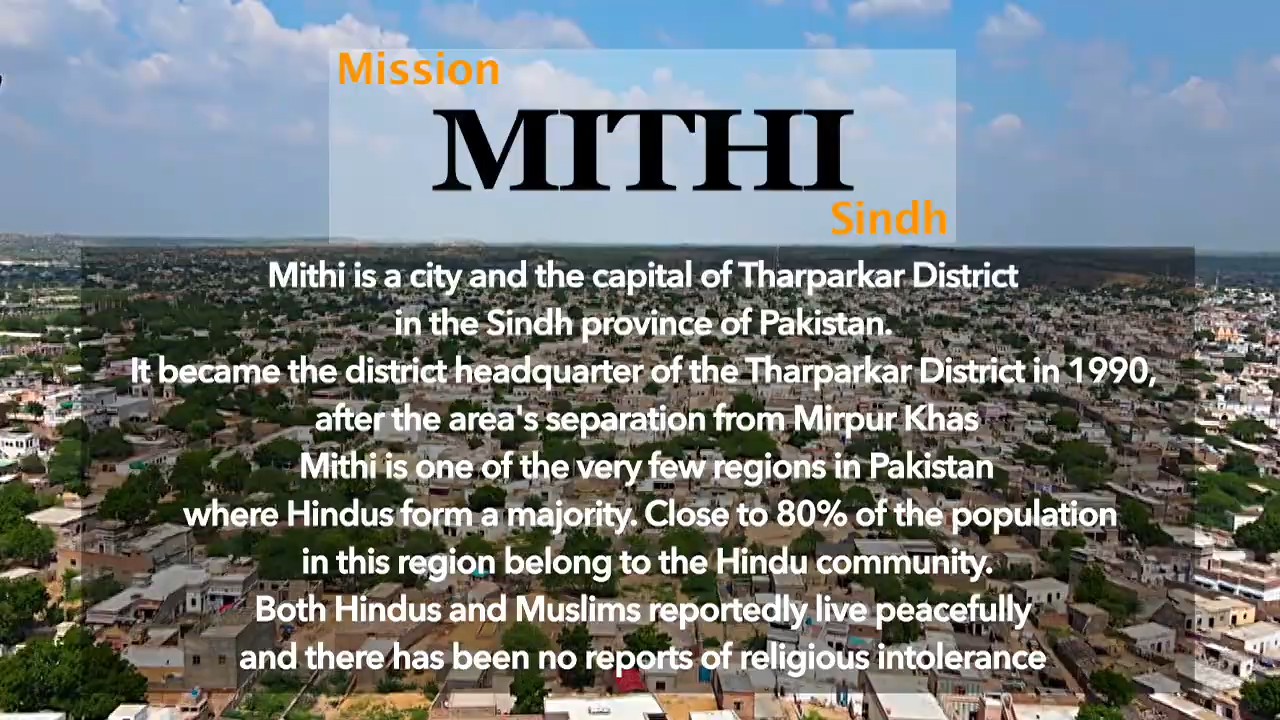 Mission
MITHI
Sindh
Mithi is a city and the capital of Tharparkar District
in the Sindh province of Pakistan.
It became the district headquarter of the Tharparkar District in 1990,
after the area's separation from Mirpur Khas
Mithi is one of the very few regions in Pakistan
where Hindus form a majority. Close to 80% of the population
in this region belong to the Hindu community.
Both Hindus and Muslims reportedly live peacefully
and there has been no reports of religious intolerance